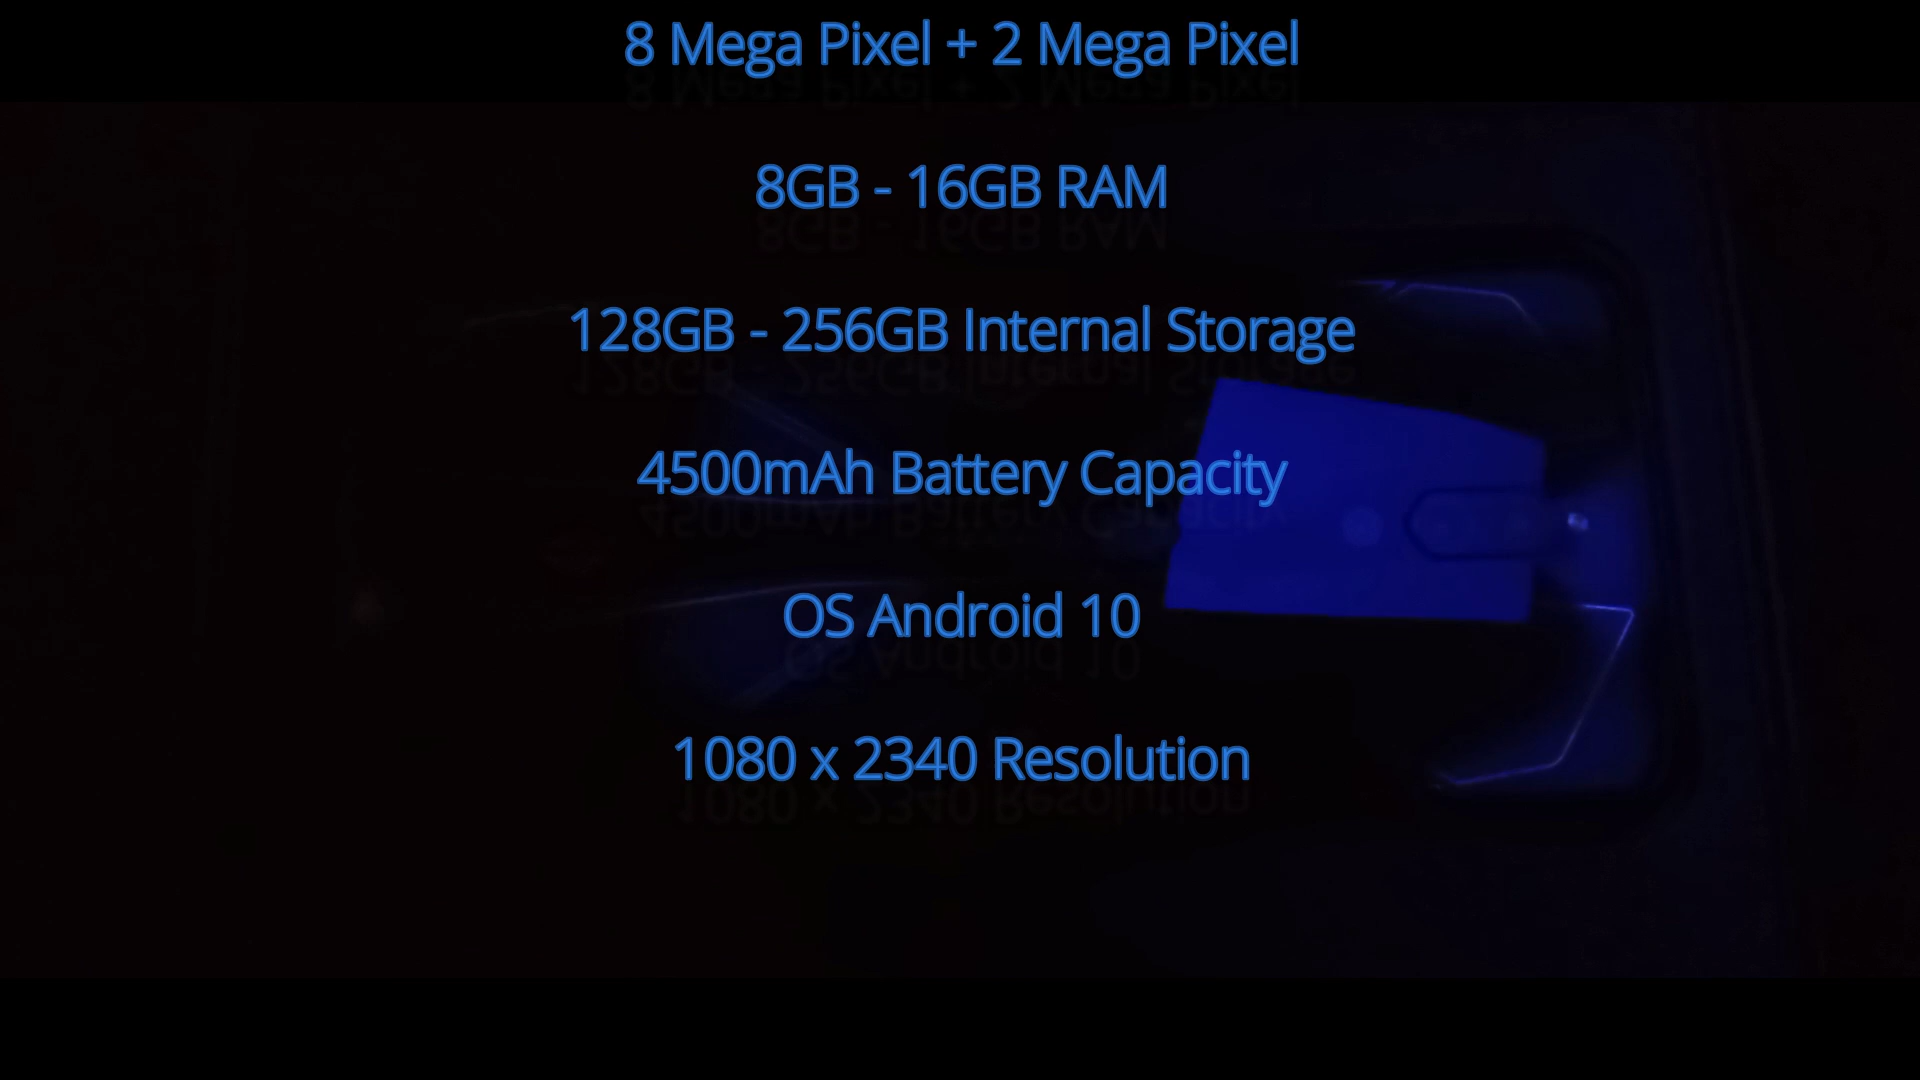 8 Mega Pixel + 2 Mega Pixel
8GB - 16GB RAM
128GB - 256GB Internal Storage
4500mAh Battery Capacity
OS Android 10
1080 x 2340 Resolution